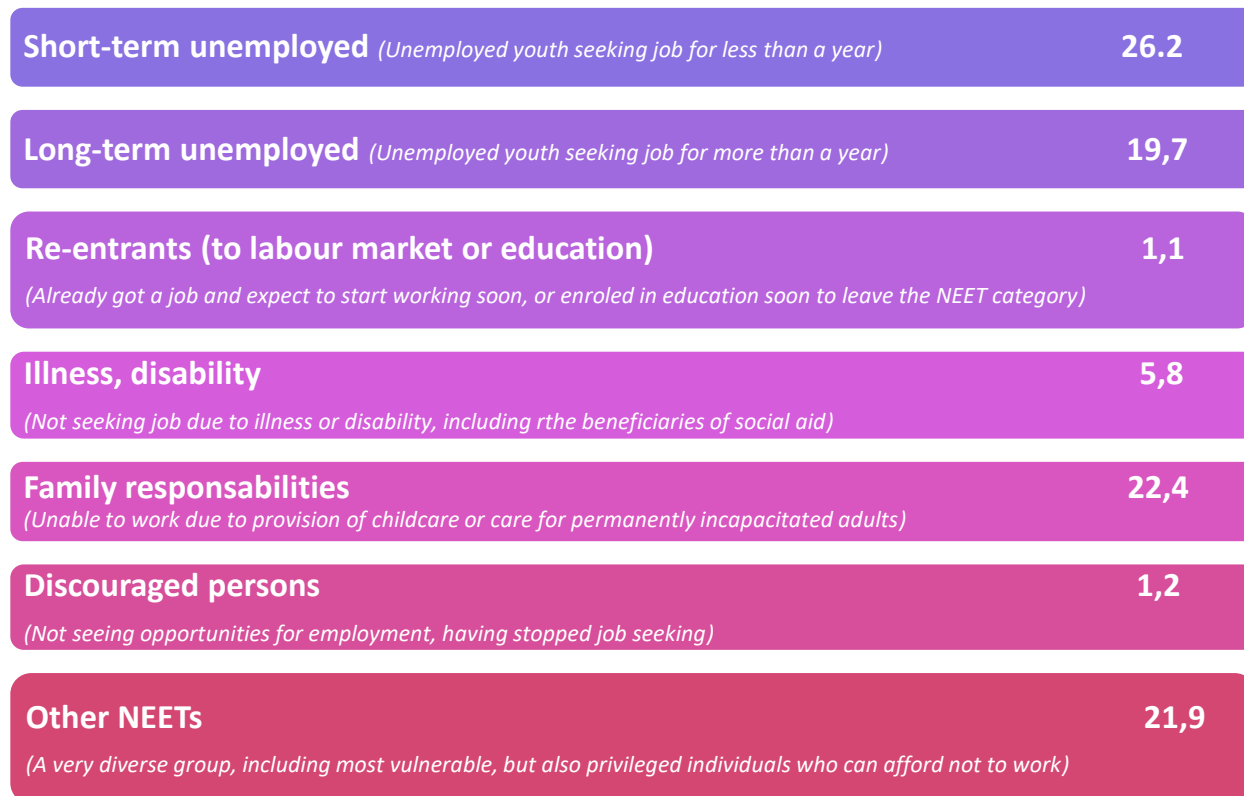 Short-term unemployed (Unemployed youth seeking job for less than a year) 26.2
Long-term unemployed (Unemployed youth seeking job for more than a year) 19,7
Re-entrants (to labour market or education) 1,1
(Already got a job and expect to start working soon, or enroled in education soon to leave the NEET category)
Illness, disability 5,8
(Not seeking job due to illness or disability, including rthe beneficiaries of social aid)
Family responsabilities 22,4
(Unable to work due to provision of childcare or care for permanently incapacitated adults)
Discouraged persons 1,2
(Not seeing opportunities for employment, having stopped job seeking)
Other NEETs 21,9
(A very diverse group, including most vulnerable, but also privileged individuals who can afford not to work)